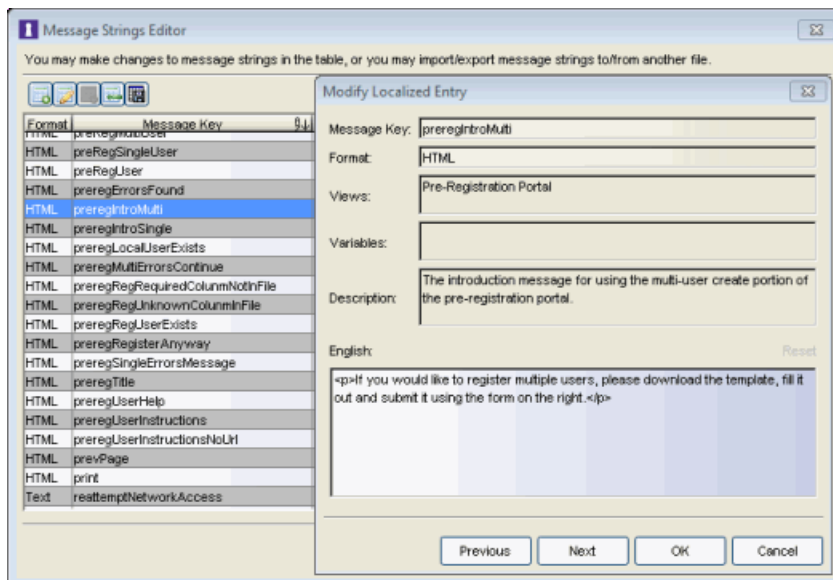 Message Strings Editor
You may make changes to message strings in the table, or you may import/export message strings to/from another file.
Format Message Key
HTML preRegMultiUser
HTML preRegSingleUser
HTML preRegUser
HTML preregErrorsFound
HTML preregIntroMulti
HTML preregIntroSingle
HTML preregLocalUserExists
HTML preregMultiErrorsContinue
HTML preregRegRequiredColunmNotInFile
HTML preregRegUnknownColunmInFile
HTML preregRegUserExists
HTML preregRegisterAnyway
HTML preregSingleErrorsMessage
HTML preregTitle
HTML preregUserHelp
HTML preregUserInstructions
HTML preregUserInstructionsNoUrl
HTML prevPage
HTML print
Text reattemptNetworkAccess
Modify Localized Entry
Message Key: preregIntroMulti
Format: HTML
Views: Pre-Registration Portal
Variables:
Description: The introduction message for using the multi-user create portion of
the pre-registration portal.
English: Reset
<p>If you would like to register multiple users, please download the template, fill it
out and submit it using the form on the right.</p>
Previous Next OK Cancel